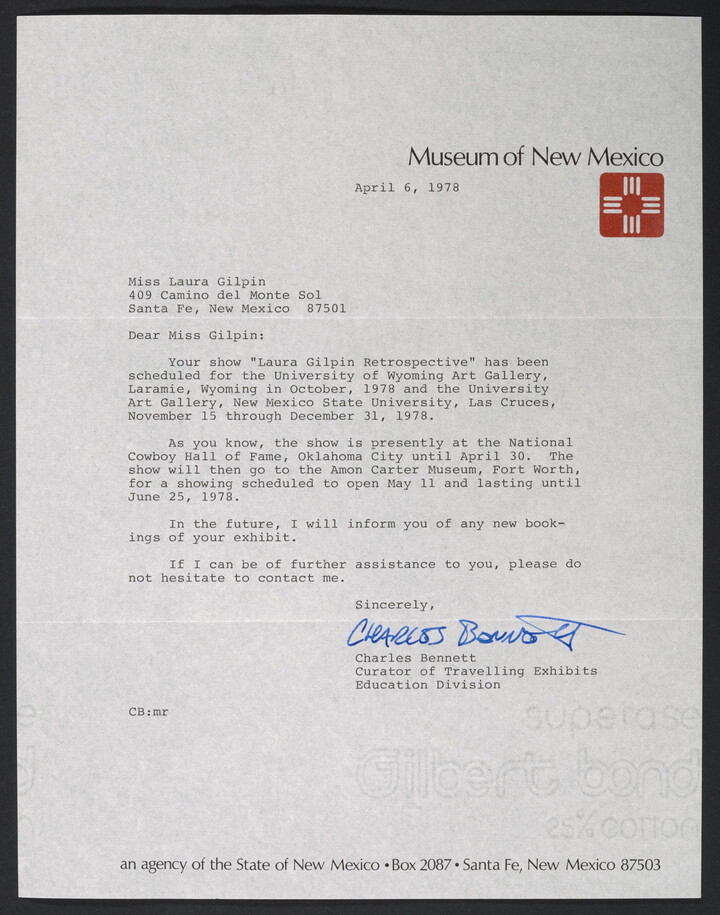 Museum of New Mexico
April 6, 1978
Miss Laura Gilpin
409 Camino del Monte Sol
Santa Fe, New Mexico  87501
Dear Miss Gilpin:
Your show "Laura Gilpin Retrospective" has been
scheduled for the University of Wyoming Art Gallery,
Laramie, Wyoming in October, 1978 and the University
Art Gallery, New Mexico State University, Las Cruces,
November 15 through December 31, 1978.
As you know, the show is presently at the National
Cowboy Hall of Fame, Oklahoma City until April 30.  The
show will then go to the Amon Carter Museum, Fort Worth,
for a showing scheduled to open May 11 and lasting until
June 25, 1978.
In the future, I will inform you of any new book-
ings of your exhibit.
If I can be of further assistance to you, please do
not hesitate to contact me.
Sincerely,
Charles Bennett
Charles Bennett
Curator of Travelling Exhibits
Education Division
CB:mr
superase
Gilbert bond
25% COTTON
an agency of the State of New Mexico • Box 2087 • Santa Fe, New Mexico 87503